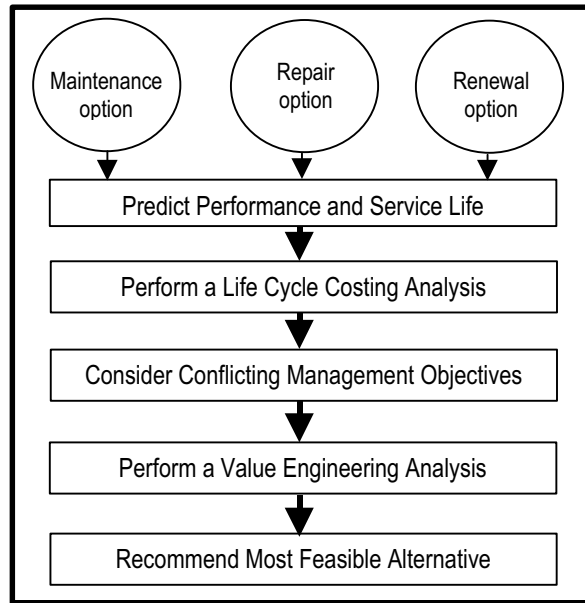 Maintenance
option
Repair
option
Renewal
option
Predict Performance and Service Life
Perform a Life Cycle Costing Analysis
Consider Conflicting Management Objectives
Perform a Value Engineering Analysis
Recommend Most Feasible Alternative